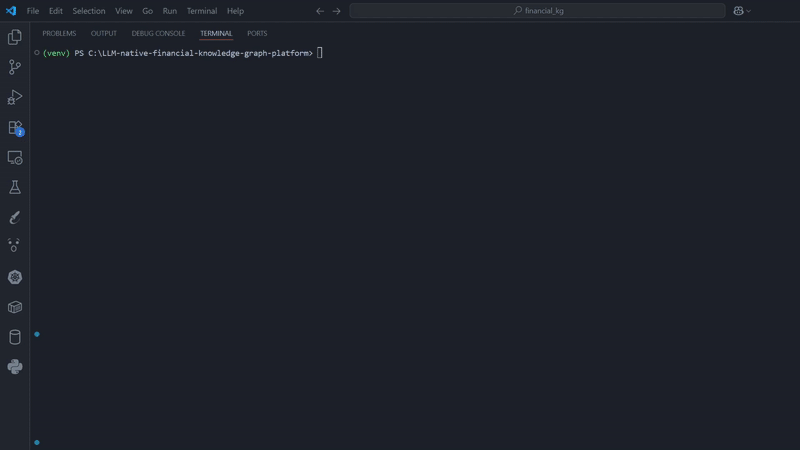 File Edit Selection View Go Run Terminal Help financial_kg
PROBLEMS OUTPUT DEBUG CONSOLE TERMINAL PORTS
(venv) PS C:\LLM-native-financial-knowledge-graph-platform>
2